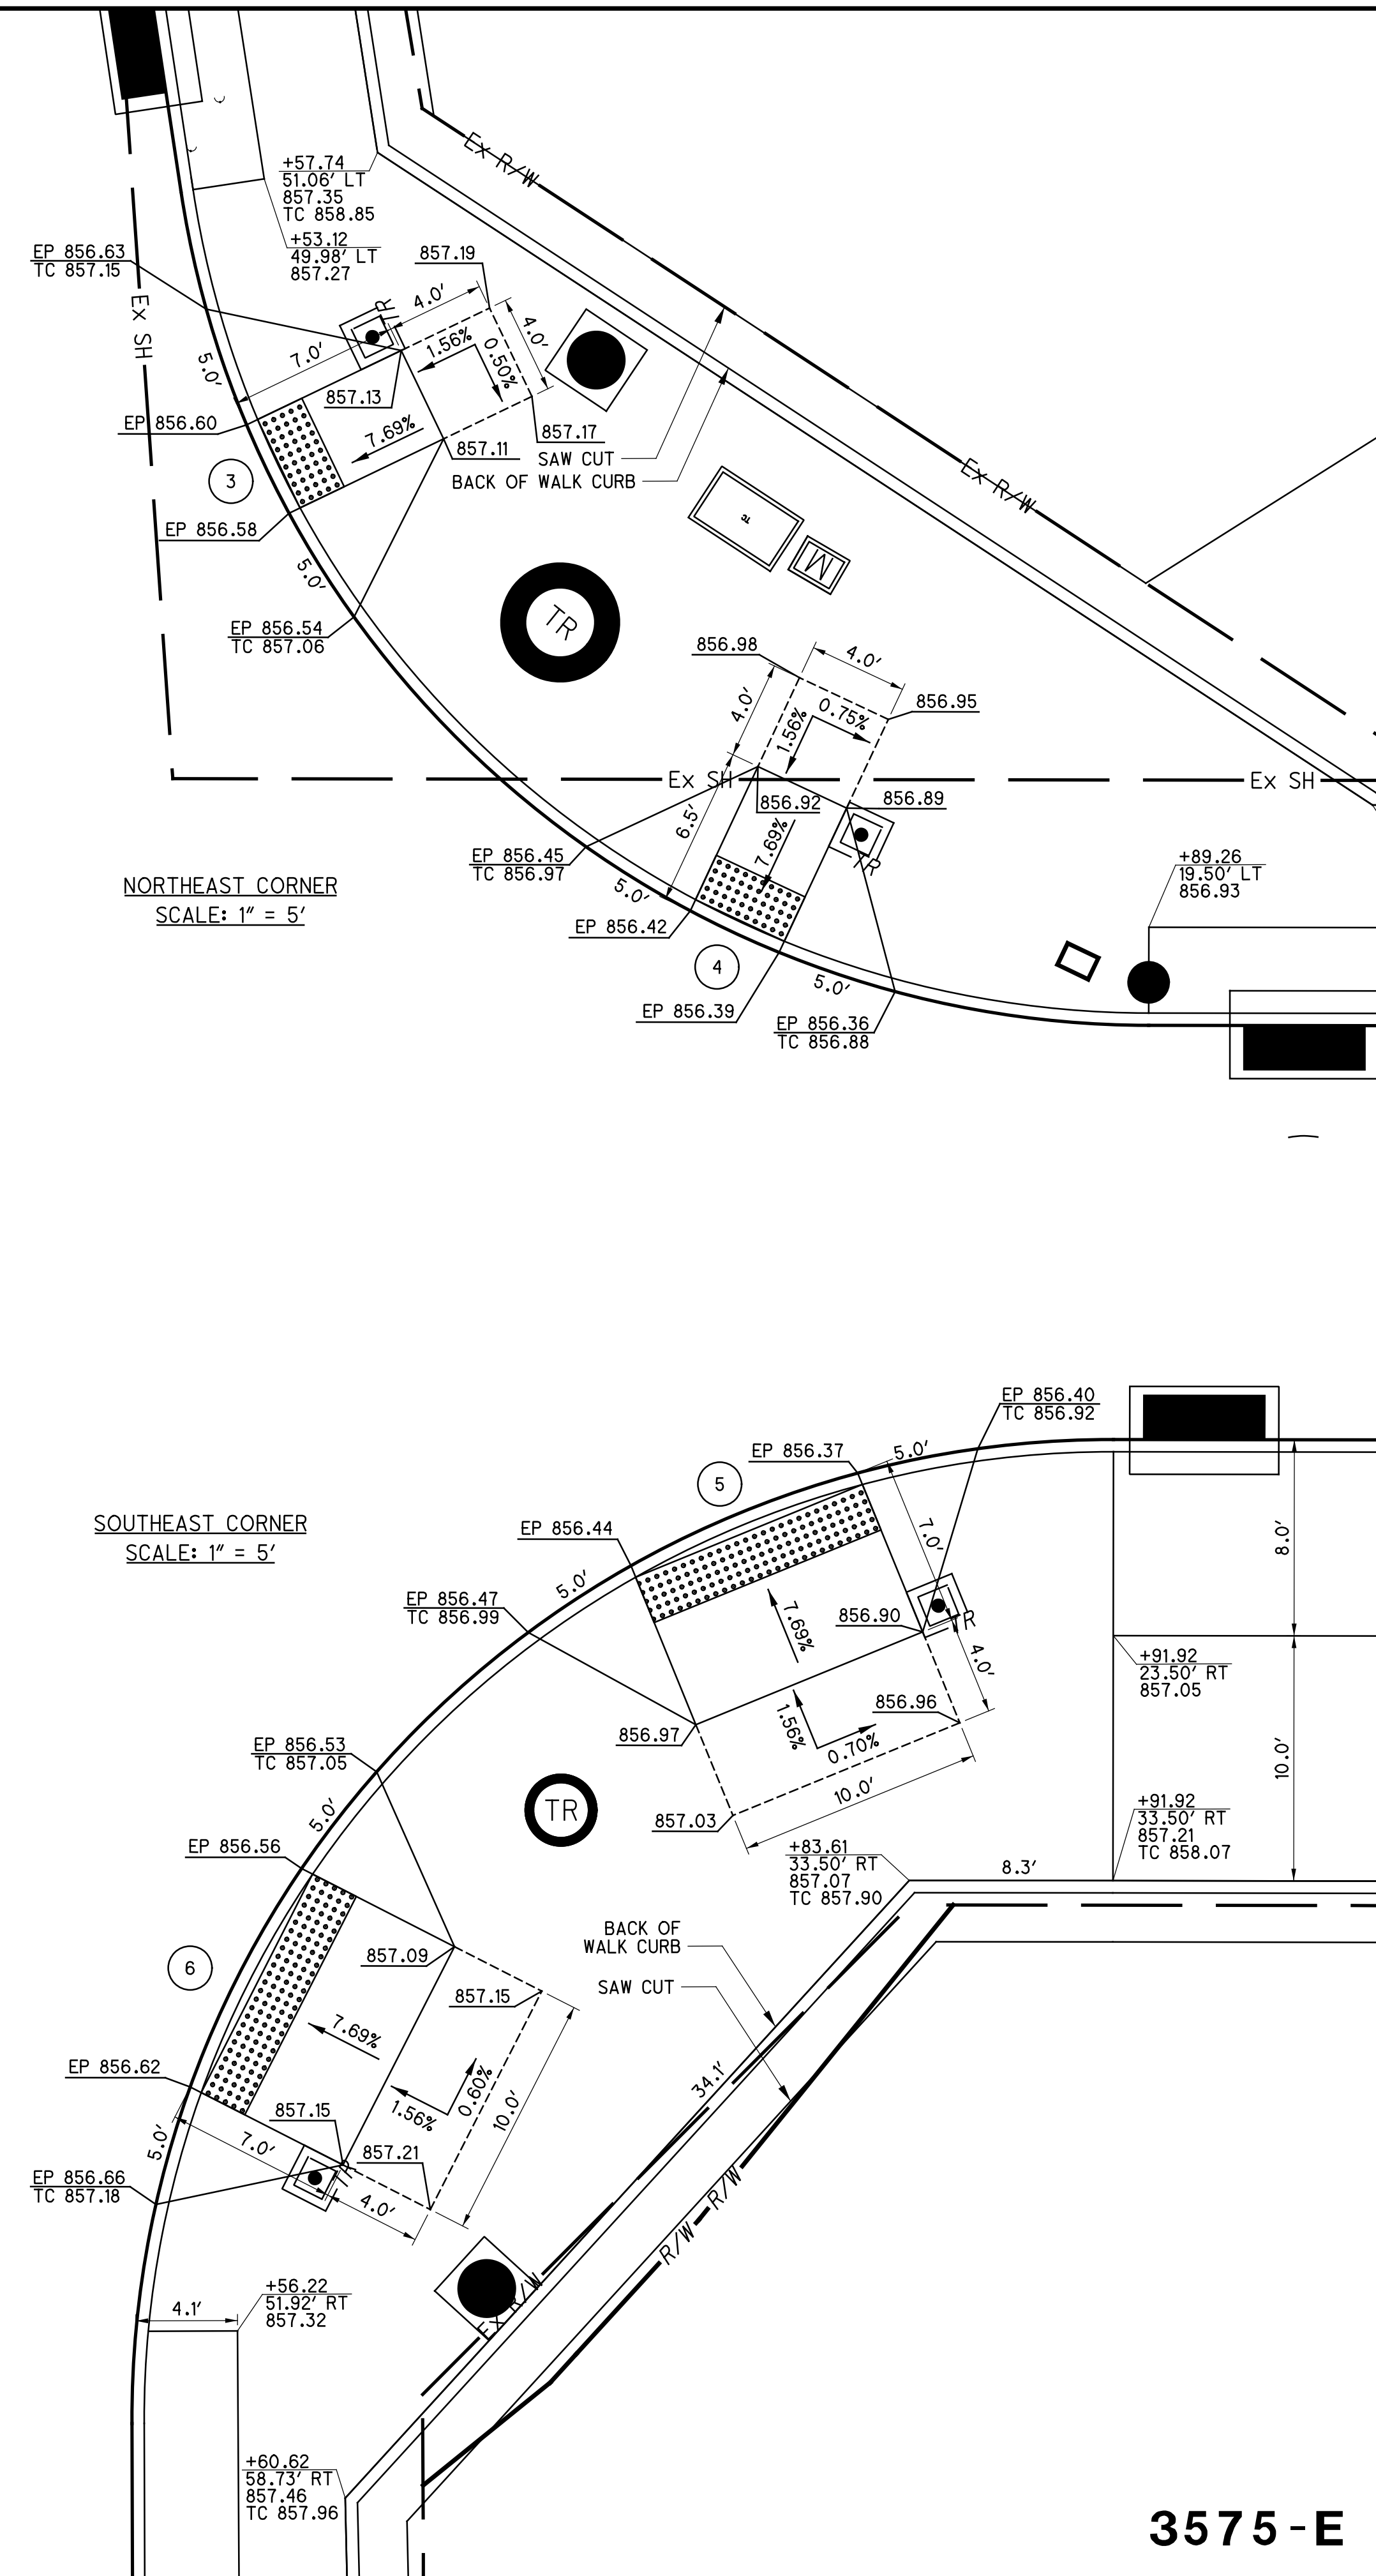 Ex R/W
+57.74
51.06' LT
857.35
TC 858.85
+53.12
49.98' LT
857.27
EP 856.63
TC 857.15
857.19
Ex SH
4.0'
4.0'
7.0'
1.56%
0.50%
5.0'
857.13
EP 856.60
7.69%
857.11
857.17
SAW CUT
BACK OF WALK CURB
3
EP 856.58
Ex R/W
5.0'
TR
EP 856.54
TC 857.06
M
856.98
4.0'
4.0'
856.95
0.75%
1.56%
Ex SH
Ex SH
856.92
856.89
6.5'
7.69%
TR
EP 856.45
TC 856.97
NORTHEAST CORNER
SCALE: 1" = 5'
5.0'
EP 856.42
+89.26
19.50' LT
856.93
4
5.0'
EP 856.39
EP 856.36
TC 856.88
EP 856.40
TC 856.92
EP 856.37
5.0'
5
SOUTHEAST CORNER
SCALE: 1" = 5'
EP 856.44
7.0'
8.0'
5.0'
EP 856.47
TC 856.99
7.69%
856.90
TR
4.0'
+91.92
23.50' RT
857.05
856.96
1.56%
0.70%
856.97
10.0'
10.0'
EP 856.53
TC 857.05
TR
857.03
5.0'
+91.92
33.50' RT
857.21
TC 858.07
EP 856.56
+83.61
33.50' RT
857.07
TC 857.90
8.3'
BACK OF
WALK CURB
857.09
6
857.15
SAW CUT
7.69%
EP 856.62
34.1'
0.60%
1.56%
10.0'
857.15
5.0'
7.0'
857.21
EP 856.66
TC 857.18
4.0'
R/W
R/W
Ex R/W
+56.22
51.92' RT
857.32
4.1'
+60.62
58.73' RT
857.46
TC 857.96
3575-E